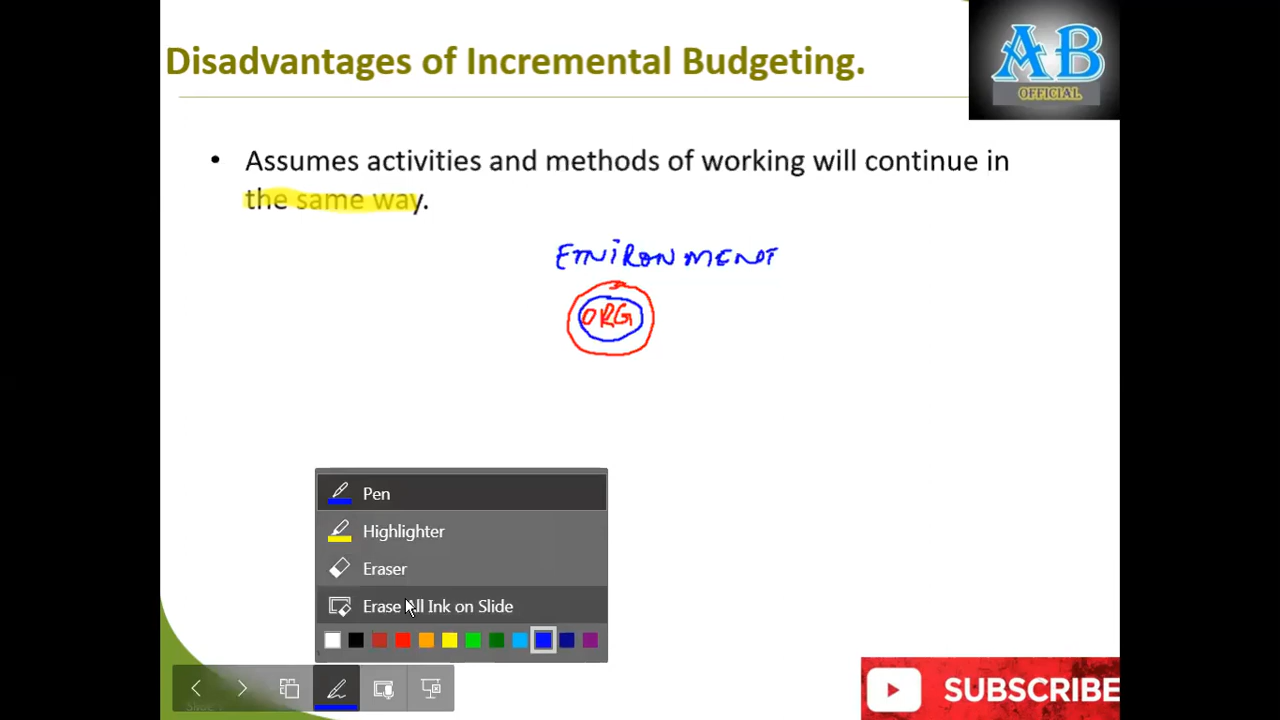 Disadvantages of Incremental Budgeting.
AB
OFFICIAL
• Assumes activities and methods of working will continue in
the same way.
ETNIRONMENT
ORG
Pen
Highlighter
Eraser
Erase All Ink on Slide
SUBSCRIBE